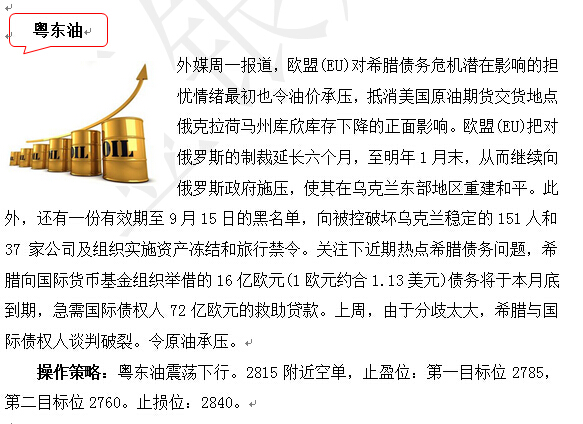 粤东油
外媒周一报道，欧盟(EU)对希腊债务危机潜在影响的担
忧情绪最初也令油价承压，抵消美国原油期货交货地点
俄克拉荷马州库欣库存下降的正面影响。欧盟(EU)把对
俄罗斯的制裁延长六个月，至明年1月末，从而继续向
俄罗斯政府施压，使其在乌克兰东部地区重建和平。此
外，还有一份有效期至9月15日的黑名单，向被控破坏乌克兰稳定的151人和
37 家公司及组织实施资产冻结和旅行禁令。关注下近期热点希腊债务问题，希
腊向国际货币基金组织举借的16亿欧元(1欧元约合1.13美元)债务将于本月底
到期，急需国际债权人72亿欧元的救助贷款。上周，由于分歧太大，希腊与国
际债权人谈判破裂。令原油承压。
操作策略：粤东油震荡下行。2815附近空单，止盈位：第一目标位2785，
第二目标位2760。止损位：2840。
OIL OIL